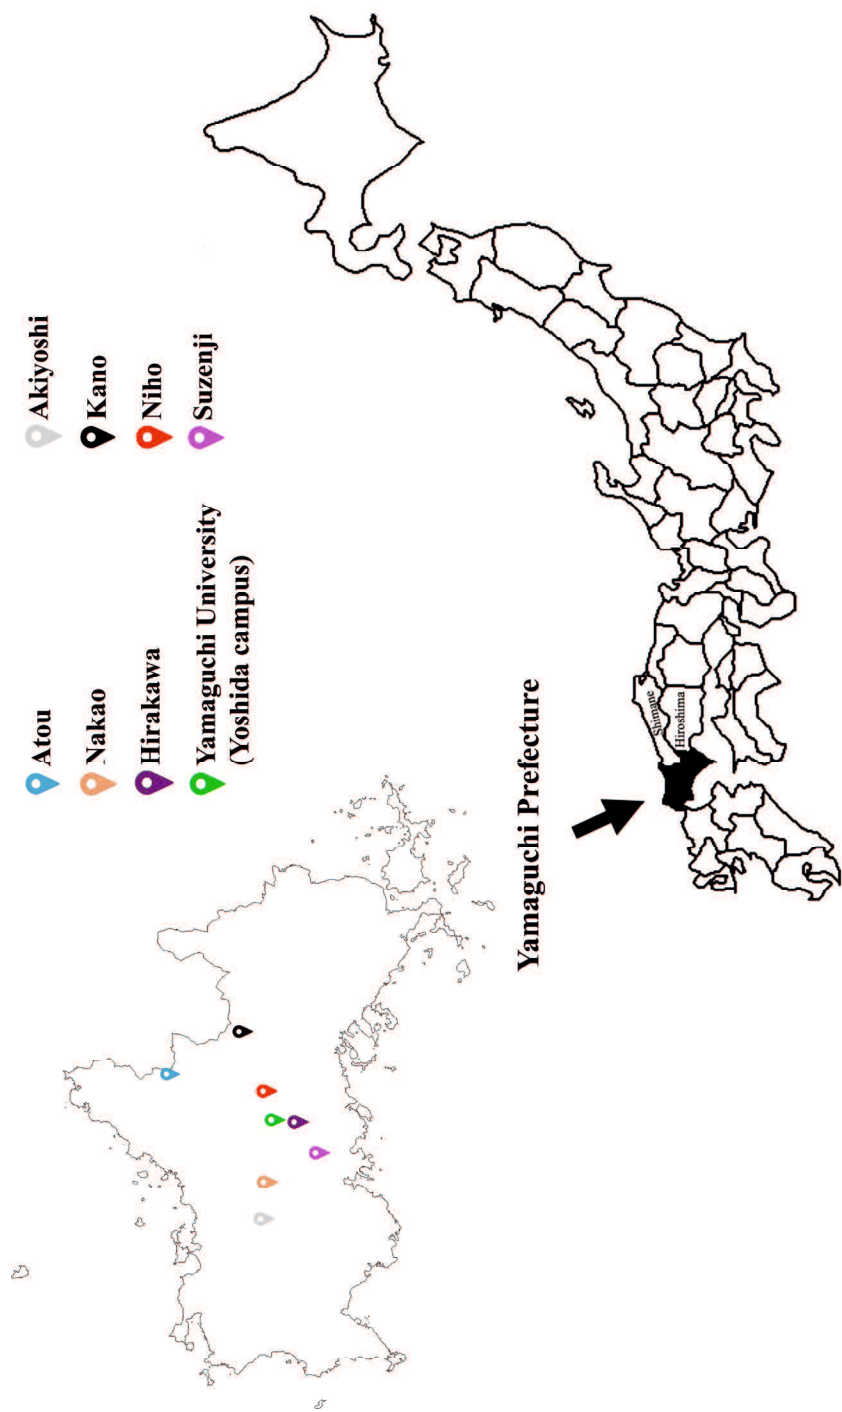 Atou
Nakao
Hirakawa
Yamaguchi University
(Yoshida campus)
Akiyoshi
Kano
Niho
Suzenji
Yamaguchi Prefecture
Shimane
Hiroshima